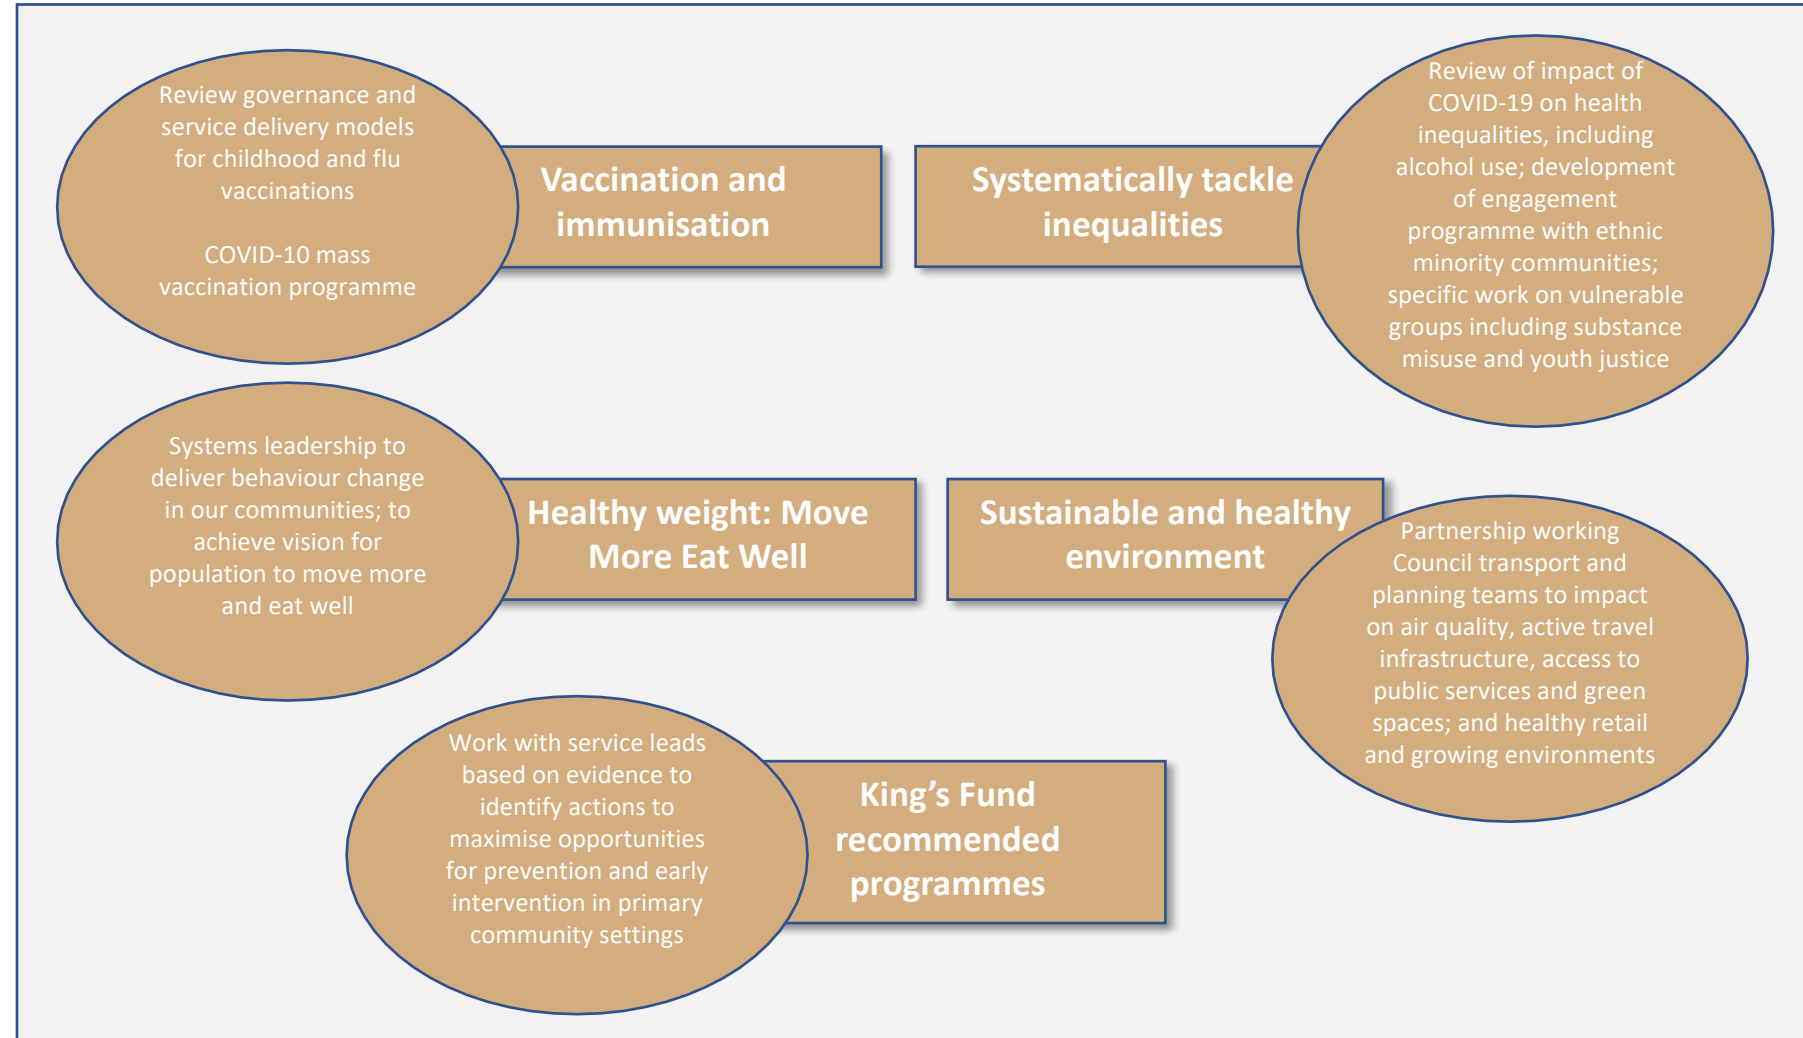 Review governance and
service delivery models
for childhood and flu
vaccinations
COVID-10 mass
vaccination programme
Vaccination and
immunisation
Systematically tackle
inequalities
Review of impact of
COVID-19 on health
inequalities, including
alcohol use; development
of engagement
programme with ethnic
minority communities;
specific work on vulnerable
groups including substance
misuse and youth justice
Systems leadership to
deliver behaviour change
in our communities; to
achieve vision for
population to move more
and eat well
Healthy weight: Move
More Eat Well
Sustainable and healthy
environment
Partnership working
Council transport and
planning teams to impact
on air quality, active travel
infrastructure, access to
public services and green
spaces; and healthy retail
and growing environments
Work with service leads
based on evidence to
identify actions to
maximise opportunities
for prevention and early
intervention in primary
community settings
King’s Fund
recommended
programmes